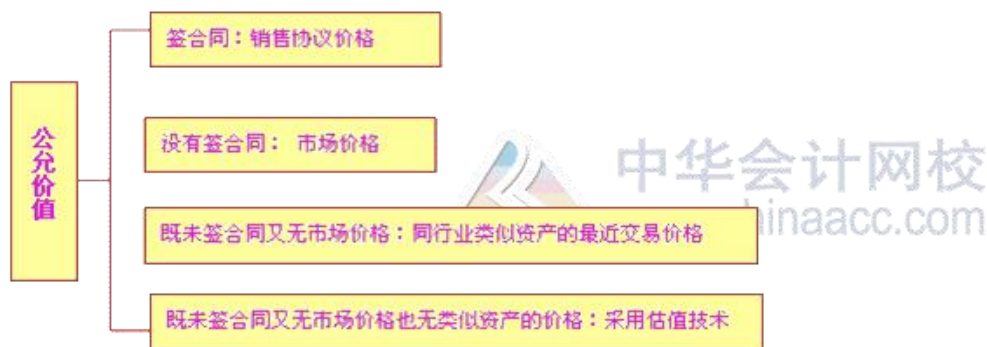 签合同：销售协议价格
没有签合同： 市场价格
公允价值
中华会计网校
既未签合同又无市场价格：同行业类似资产的最近交易价格
hinaacc.com
既未签合同又无市场价格也无类似资产的价格：采用估值技术